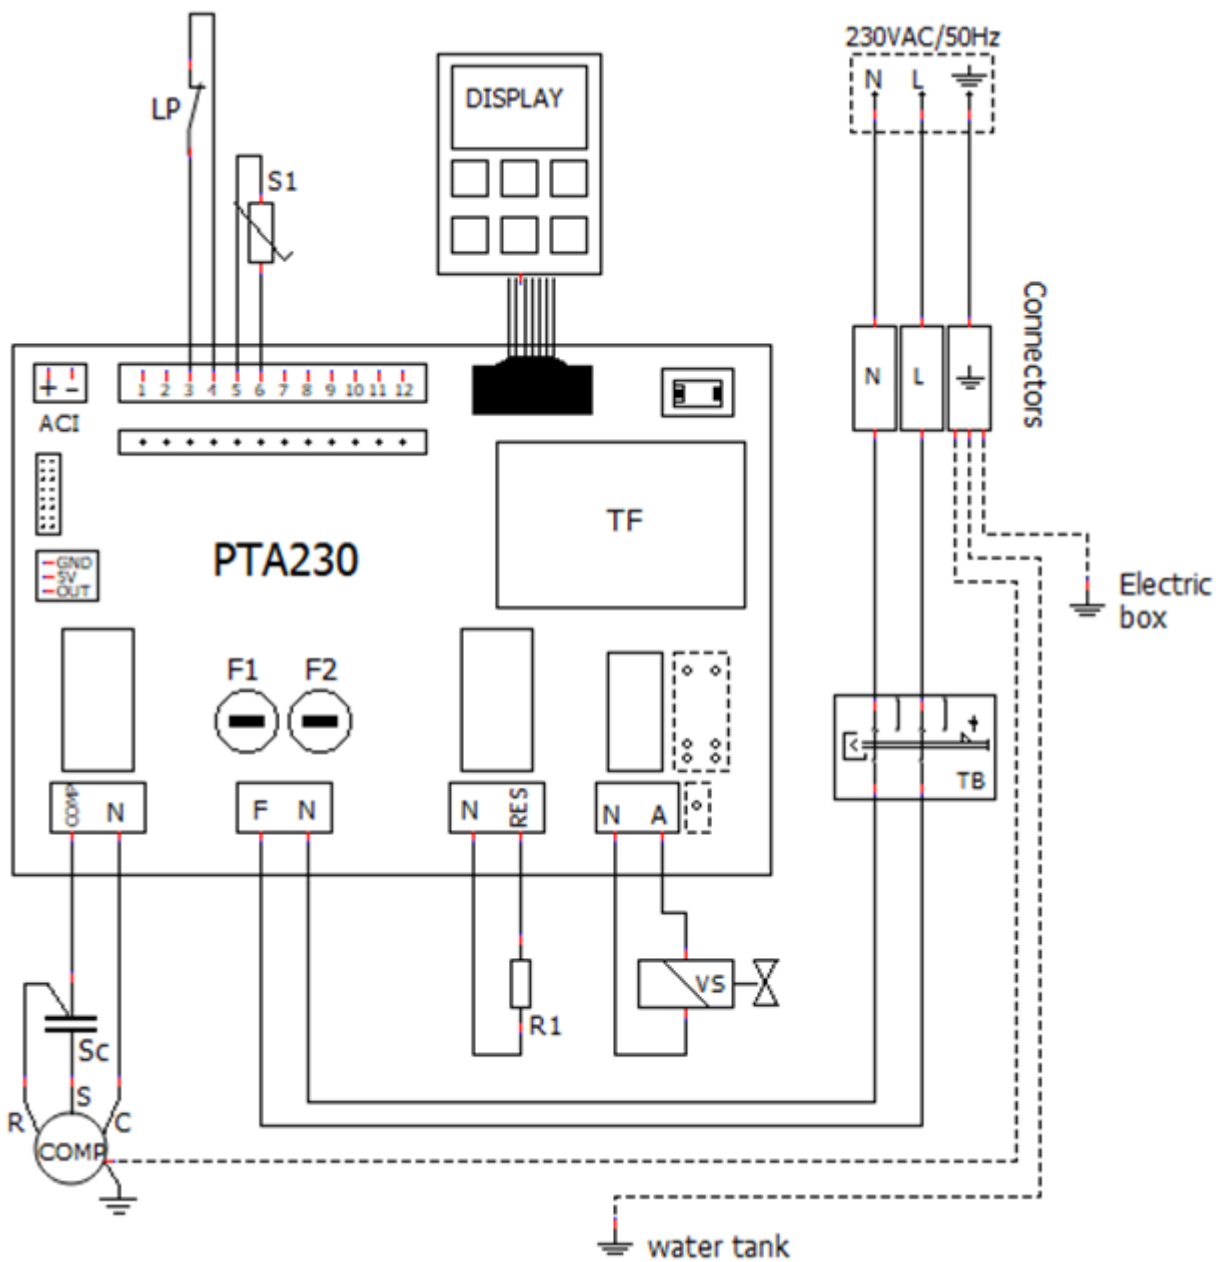 230VAC/50Hz
N L
LP
DISPLAY
S1
Connectors
N L
+ -
1 2 3 4 5 6 7 8 9 10 11 12
ACI
TF
PTA230
GND
5V
OUT
Electric
box
F1 F2
TB
COMP N
F N
N RES
N A
VS
R1
Sc
S
R C
COMP
water tank